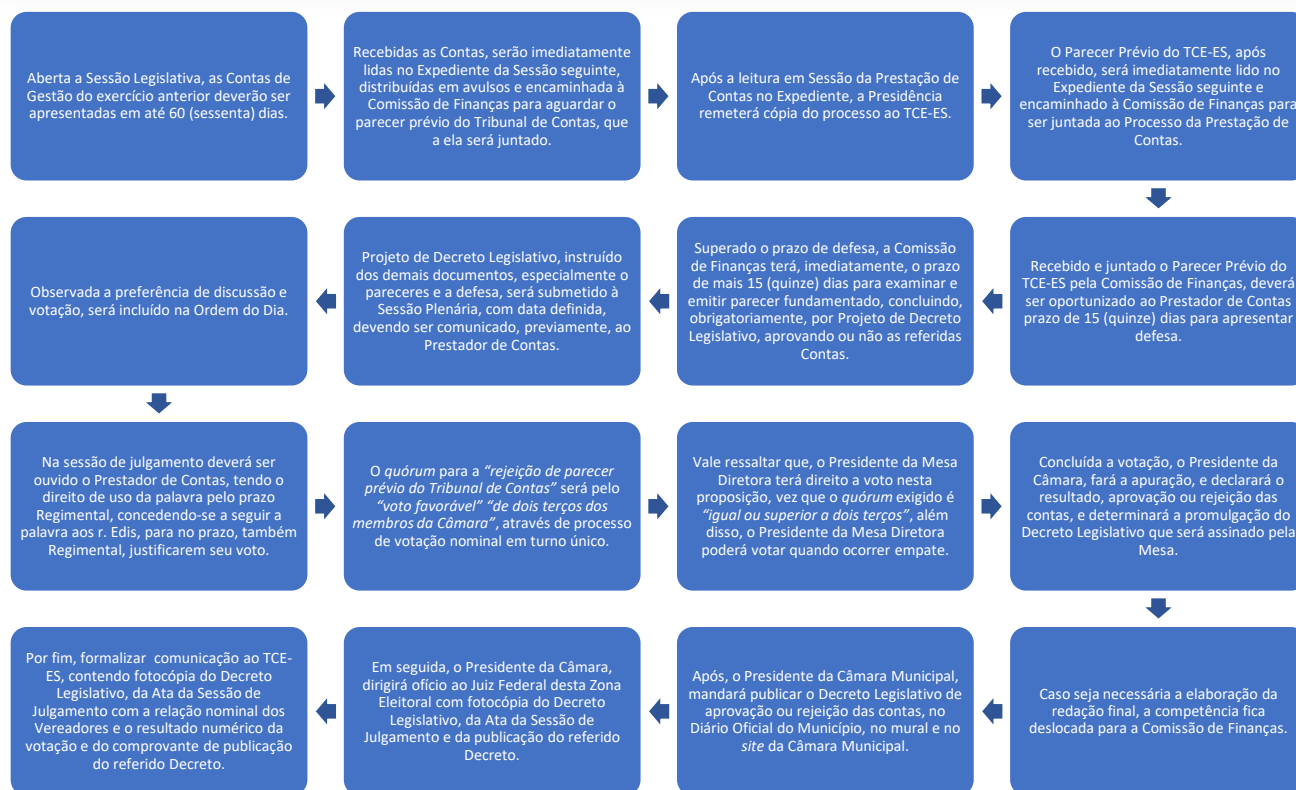 Aberta a Sessão Legislativa, as Contas de
Gestão do exercício anterior deverão ser
apresentadas em até 60 (sessenta) dias.
Recebidas as Contas, serão imediatamente
lidas no Expediente da Sessão seguinte,
distribuídas em avulsos e encaminhada à
Comissão de Finanças para aguardar o
parecer prévio do Tribunal de Contas, que
a ela será juntado.
Após a leitura em Sessão da Prestação de
Contas no Expediente, a Presidência
remeterá cópia do processo ao TCE-ES.
O Parecer Prévio do TCE-ES, após
recebido, será imediatamente lido no
Expediente da Sessão seguinte e
encaminhado à Comissão de Finanças para
ser juntada ao Processo da Prestação de
Contas.
Recebido e juntado o Parecer Prévio do
TCE-ES pela Comissão de Finanças, deverá
ser oportunizado ao Prestador de Contas
prazo de 15 (quinze) dias para apresentar
defesa.
Superado o prazo de defesa, a Comissão
de Finanças terá, imediatamente, o prazo
de mais 15 (quinze) dias para examinar e
emitir parecer fundamentado, concluindo,
obrigatoriamente, por Projeto de Decreto
Legislativo, aprovando ou não as referidas
Contas.
Projeto de Decreto Legislativo, instruído
dos demais documentos, especialmente o
pareceres e a defesa, será submetido à
Sessão Plenária, com data definida,
devendo ser comunicado, previamente, ao
Prestador de Contas.
Observada a preferência de discussão e
votação, será incluído na Ordem do Dia.
Na sessão de julgamento deverá ser
ouvido o Prestador de Contas, tendo o
direito de uso da palavra pelo prazo
Regimental, concedendo-se a seguir a
palavra aos r. Edis, para no prazo, também
Regimental, justificarem seu voto.
O quórum para a “rejeição de parecer
prévio do Tribunal de Contas” será pelo
“voto favorável” “de dois terços dos
membros da Câmara”, através de processo
de votação nominal em turno único.
Vale ressaltar que, o Presidente da Mesa
Diretora terá direito a voto nesta
proposição, vez que o quórum exigido é
“igual ou superior a dois terços”, além
disso, o Presidente da Mesa Diretora
poderá votar quando ocorrer empate.
Concluída a votação, o Presidente da
Câmara, fará a apuração, e declarará o
resultado, aprovação ou rejeição das
contas, e determinará a promulgação do
Decreto Legislativo que será assinado pela
Mesa.
Caso seja necessária a elaboração da
redação final, a competência fica
deslocada para a Comissão de Finanças.
Após, o Presidente da Câmara Municipal,
mandará publicar o Decreto Legislativo de
aprovação ou rejeição das contas, no
Diário Oficial do Município, no mural e no
site da Câmara Municipal.
Em seguida, o Presidente da Câmara,
dirigirá ofício ao Juiz Federal desta Zona
Eleitoral com fotocópia do Decreto
Legislativo, da Ata da Sessão de
Julgamento e da publicação do referido
Decreto.
Por fim, formalizar comunicação ao TCE-
ES, contendo fotocópia do Decreto
Legislativo, da Ata da Sessão de
Julgamento com a relação nominal dos
Vereadores e o resultado numérico da
votação e do comprovante de publicação
do referido Decreto.